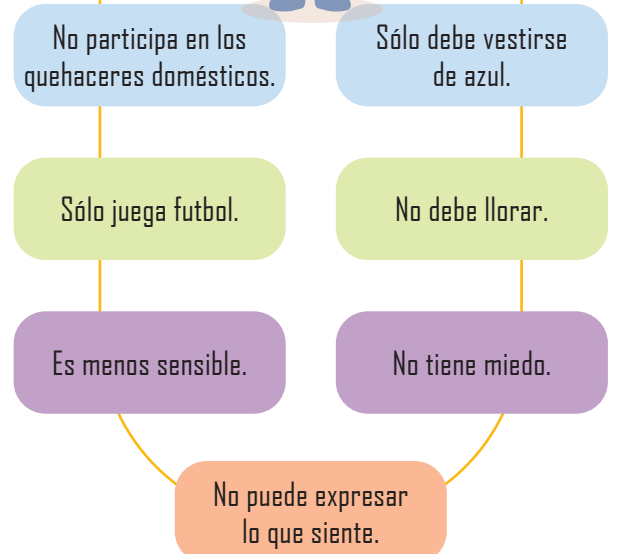 No participa en los
quehaceres domésticos.
Sólo debe vestirse
de azul.
Sólo juega futbol.
No debe llorar.
Es menos sensible.
No tiene miedo.
No puede expresar
lo que siente.